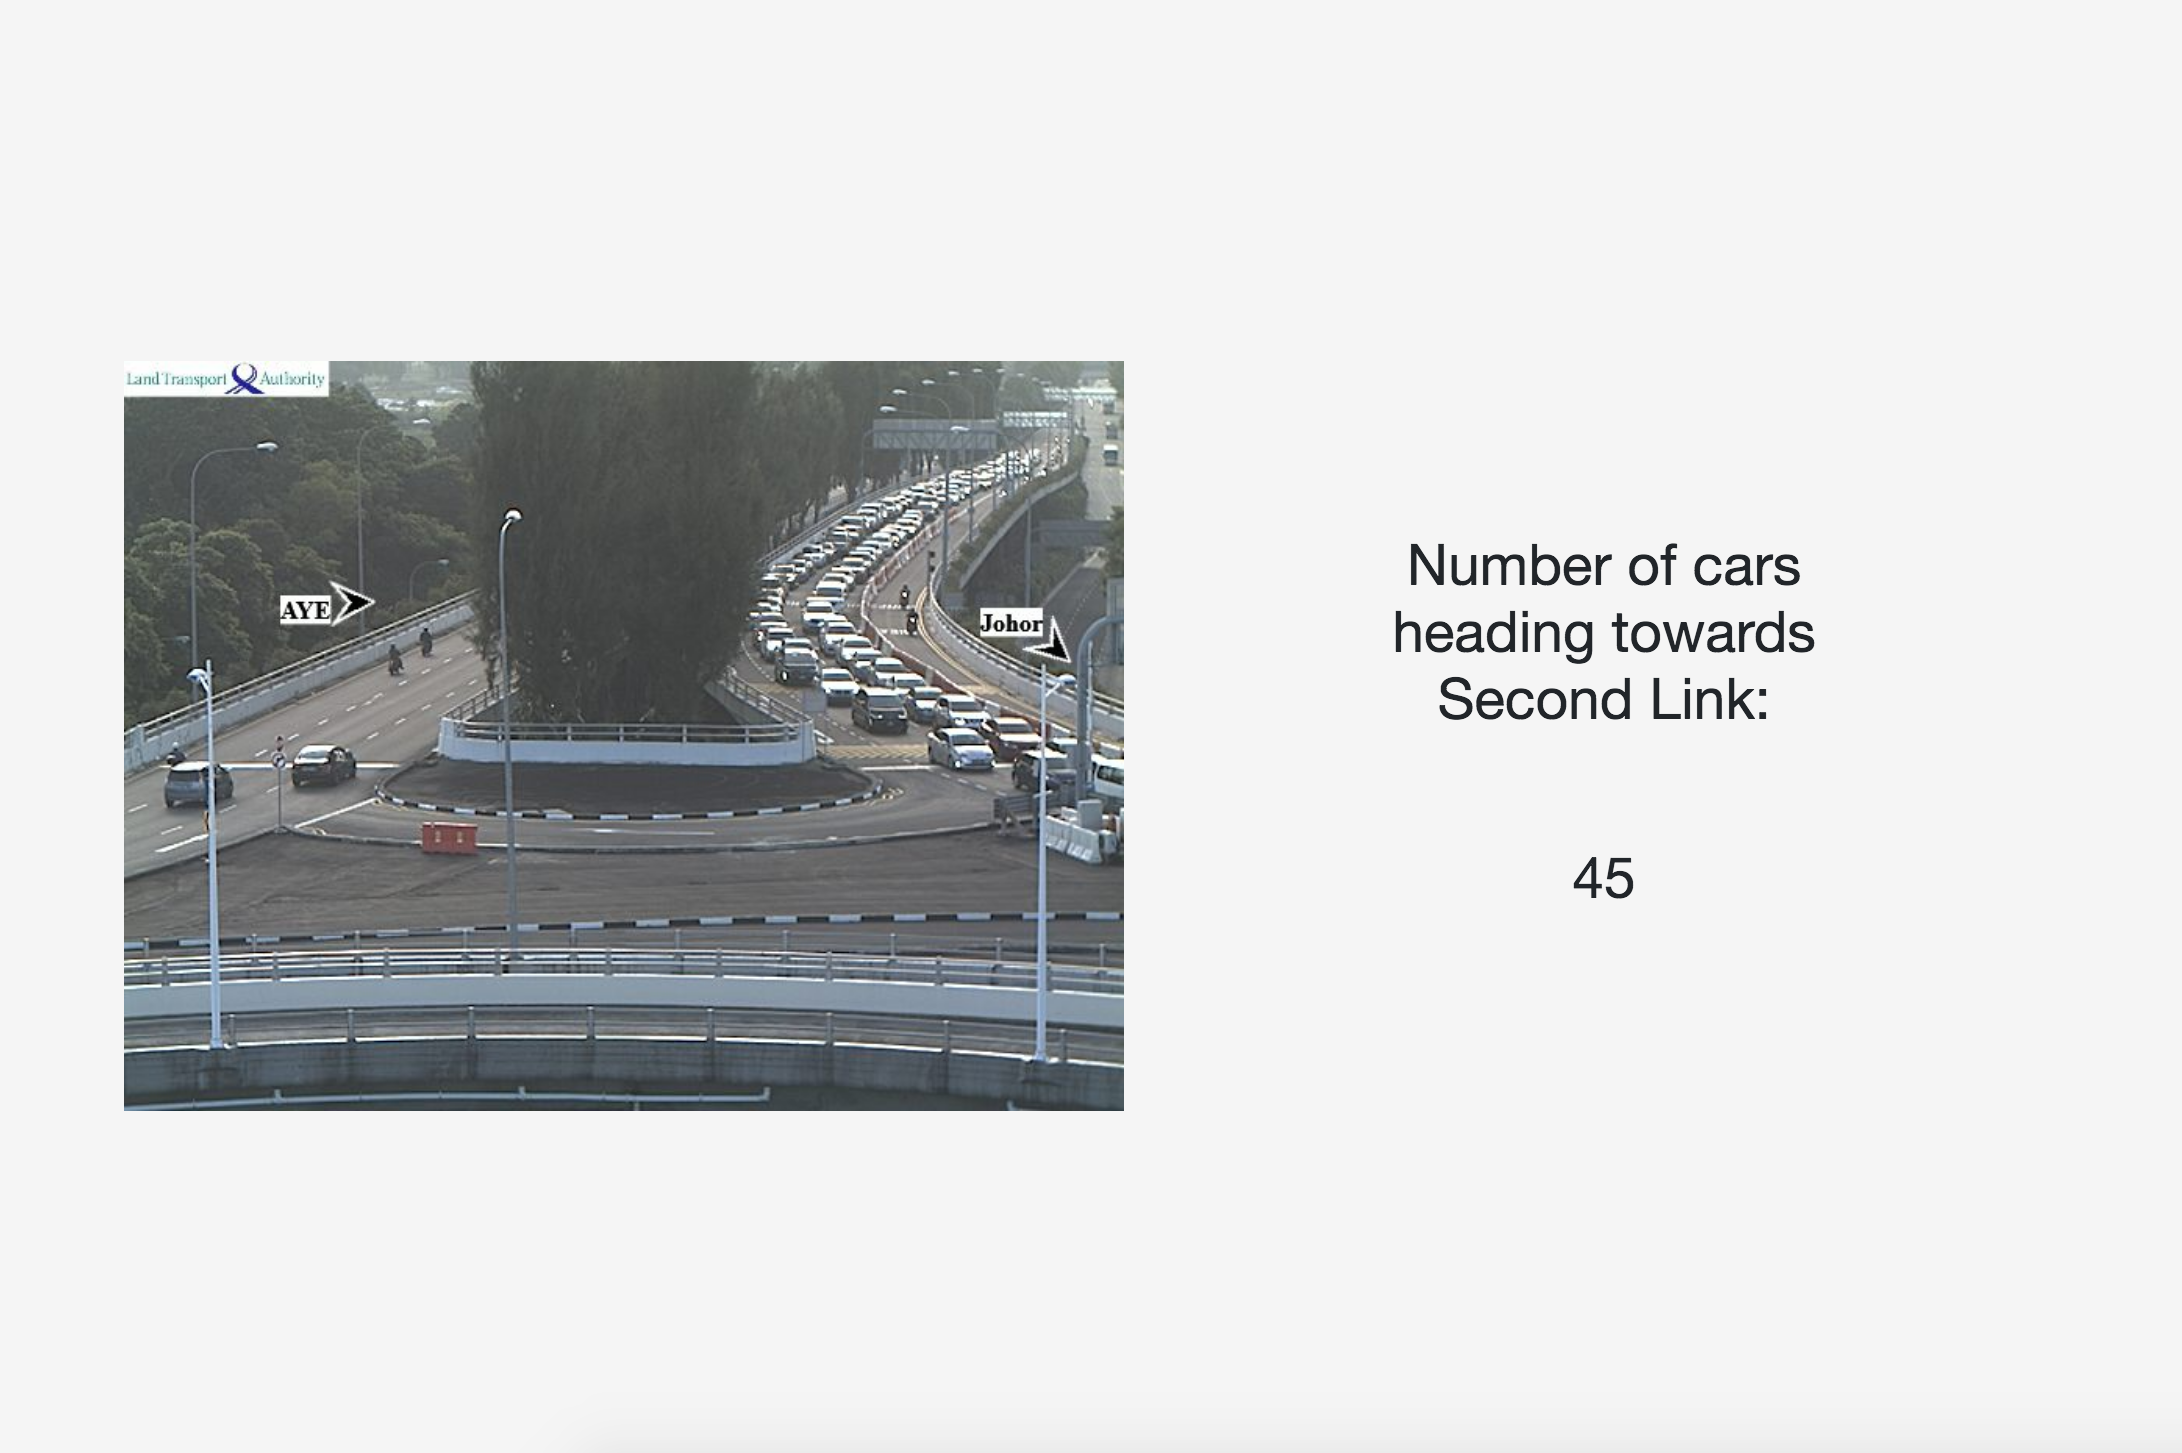 Land Transport Authority
AYE
Johor
Number of cars
heading towards
Second Link:
45